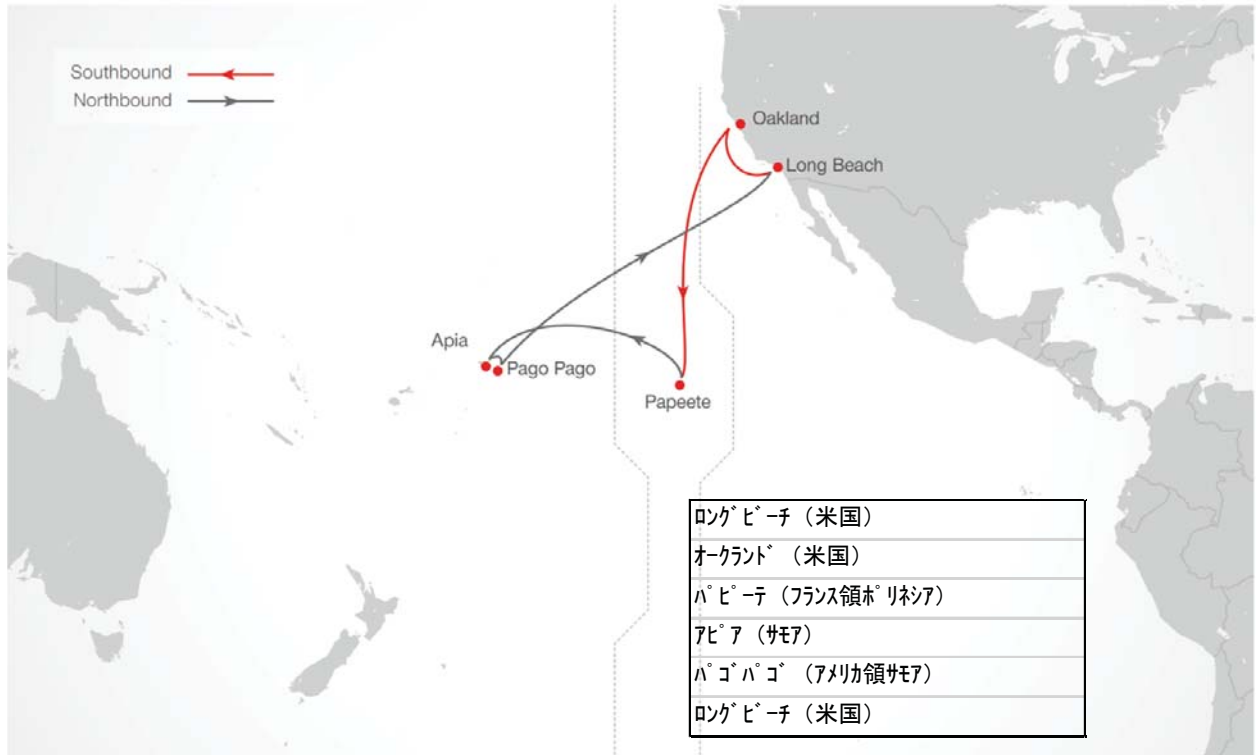 Southbound
Northbound
Oakland
Long Beach
Apia
Pago Pago
Papeete
ﾛﾝｸﾞﾋﾞｰﾁ（米国）
ｵｰｸﾗﾝﾄﾞ（米国）
ﾊﾟﾋﾟｰﾃ（ﾌﾗﾝｽ領ﾎﾟﾘﾈｼｱ）
ｱﾋﾟｱ（ｻﾓｱ）
ﾊﾟｺﾞﾊﾟｺﾞ（ｱﾒﾘｶ領ｻﾓｱ）
ﾛﾝｸﾞﾋﾞｰﾁ（米国）